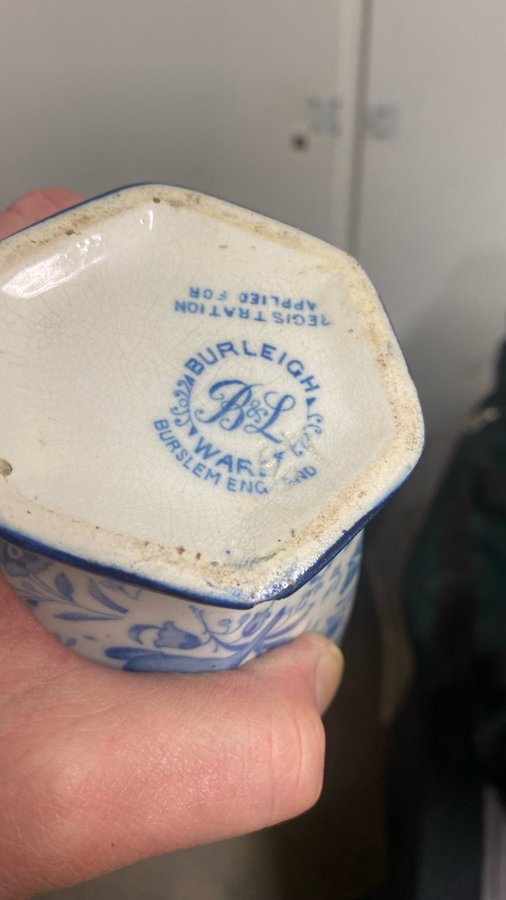 REGISTRATION
APPLIED FOR
BURLEIGH
B&L
WARE
BURSLEM ENGLAND